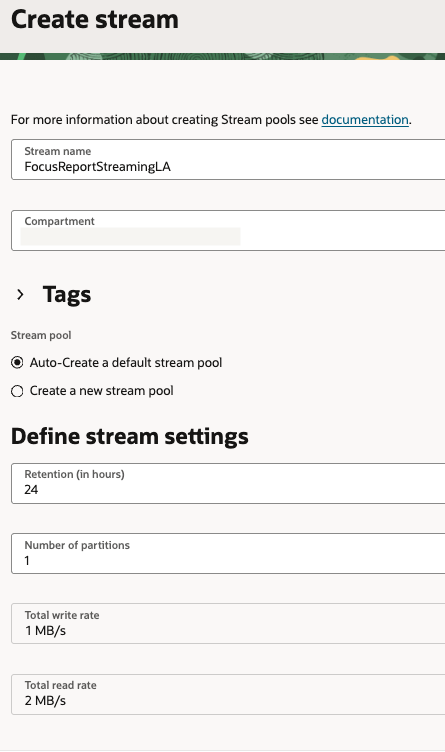 Create stream
For more information about creating Stream pools see documentation.
Stream name
FocusReportStreamingLA
Compartment
Tags
Stream pool
Auto-Create a default stream pool
Create a new stream pool
Define stream settings
Retention (in hours)
24
Number of partitions
1
Total write rate
1 MB/s
Total read rate
2 MB/s